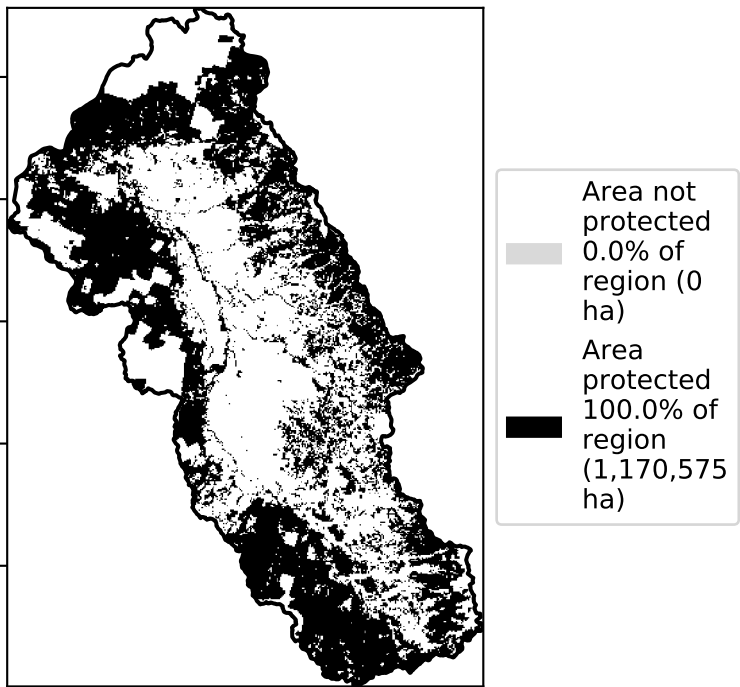 Area not
protected
0.0% of
region (0
ha)
Area
protected
100.0% of
region
(1,170,575
ha)